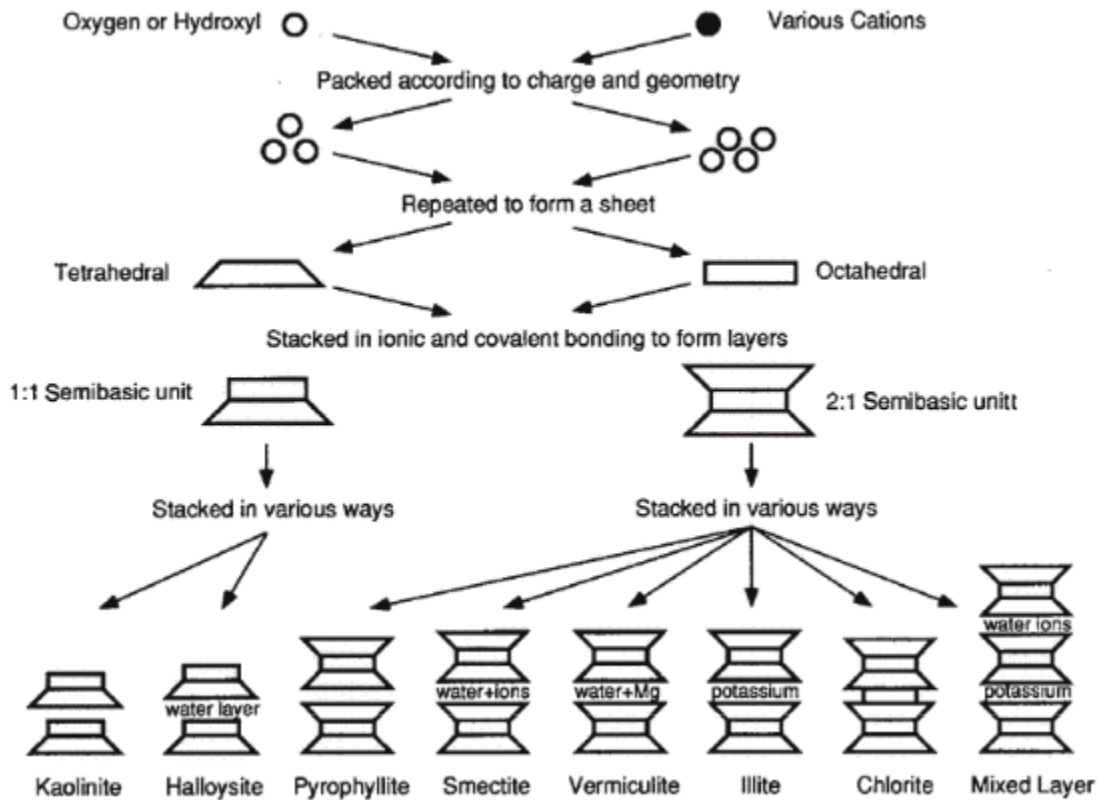 Oxygen or Hydroxyl
Various Cations
Packed according to charge and geometry
Repeated to form a sheet
Tetrahedral
Octahedral
Stacked in ionic and covalent bonding to form layers
1:1 Semibasic unit
2:1 Semibasic unitt
Stacked in various ways
Stacked in various ways
water ions
water+ions
water+Mg
potassium
potassium
water layer
Kaolinite
Halloysite
Pyrophyllite
Smectite
Vermiculite
Illite
Chlorite
Mixed Layer